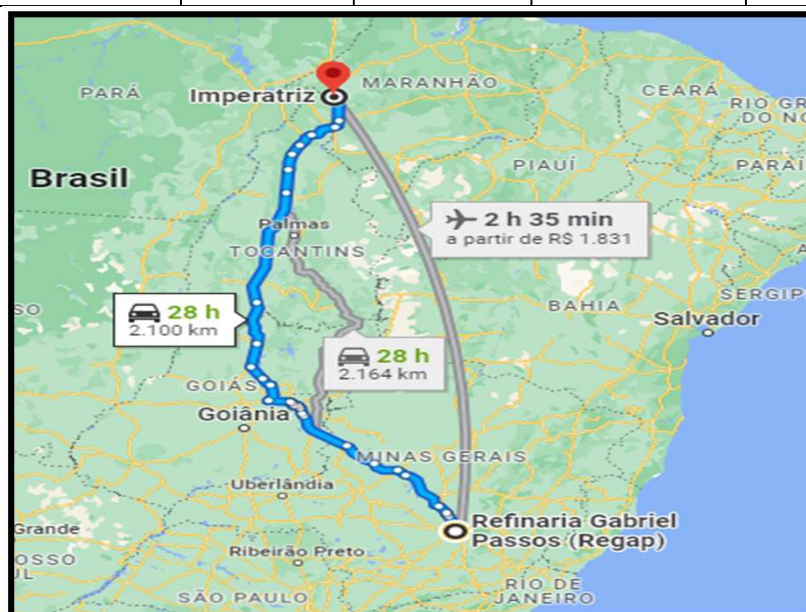 PARÁ
Imperatriz
MARANHÃO
CEARÁ
RIO GR
DO NO
Brasil
PIAUÍ
PARAÍ
2 h 35 min
a partir de R$ 1.831
Palmas
TOCANTINS
SERGIP
BAHIA
SO
28 h
2.100 km
Salvador
28 h
2.164 km
GOIÁS
Goiânia
MINAS GERAIS
Uberlândia
Refinaria Gabriel
Passos (Regap)
Grande
OSSO
UL
Ribeirão Preto
RIO DE
JANEIRO
SÃO PAULO